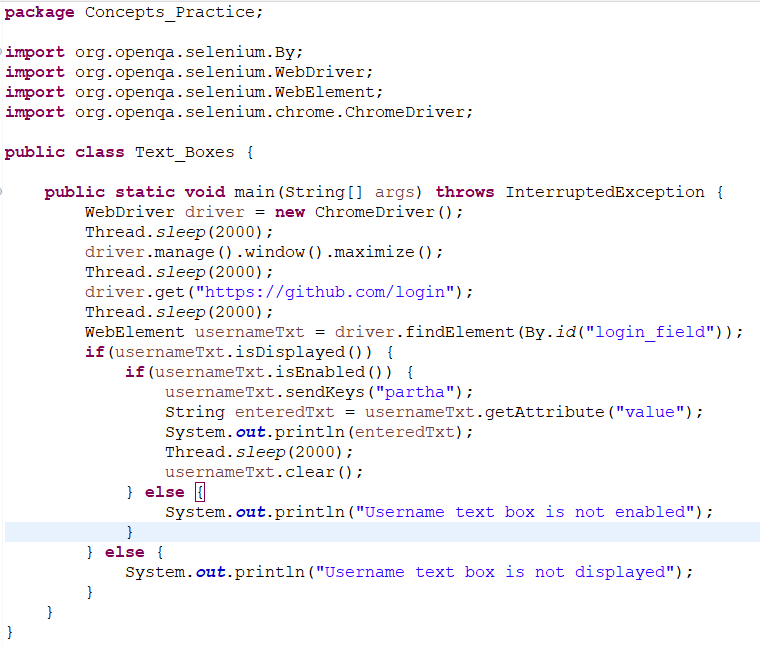 package Concepts_Practice;
import org.openqa.selenium.By;
import org.openqa.selenium.WebDriver;
import org.openqa.selenium.WebElement;
import org.openqa.selenium.chrome.ChromeDriver;
public class Text_Boxes {
    public static void main(String[] args) throws InterruptedException {
        WebDriver driver = new ChromeDriver();
        Thread.sleep(2000);
        driver.manage().window().maximize();
        Thread.sleep(2000);
        driver.get("https://github.com/login");
        Thread.sleep(2000);
        WebElement usernameTxt = driver.findElement(By.id("login_field"));
        if(usernameTxt.isDisplayed()) {
            if(usernameTxt.isEnabled()) {
                usernameTxt.sendKeys("partha");
                String enteredTxt = usernameTxt.getAttribute("value");
                System.out.println(enteredTxt);
                Thread.sleep(2000);
                usernameTxt.clear();
            } else {
                System.out.println("Username text box is not enabled");
            }
        } else {
            System.out.println("Username text box is not displayed");
        }
    }
}